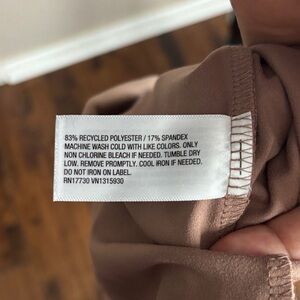 83% RECYCLED POLYESTER / 17% SPANDEX
MACHINE WASH COLD WITH LIKE COLORS. ONLY
NON CHLORINE BLEACH IF NEEDED. TUMBLE DRY
LOW. REMOVE PROMPTLY. COOL IRON IF NEEDED.
DO NOT IRON ON LABEL.
RN17730 VN1315930